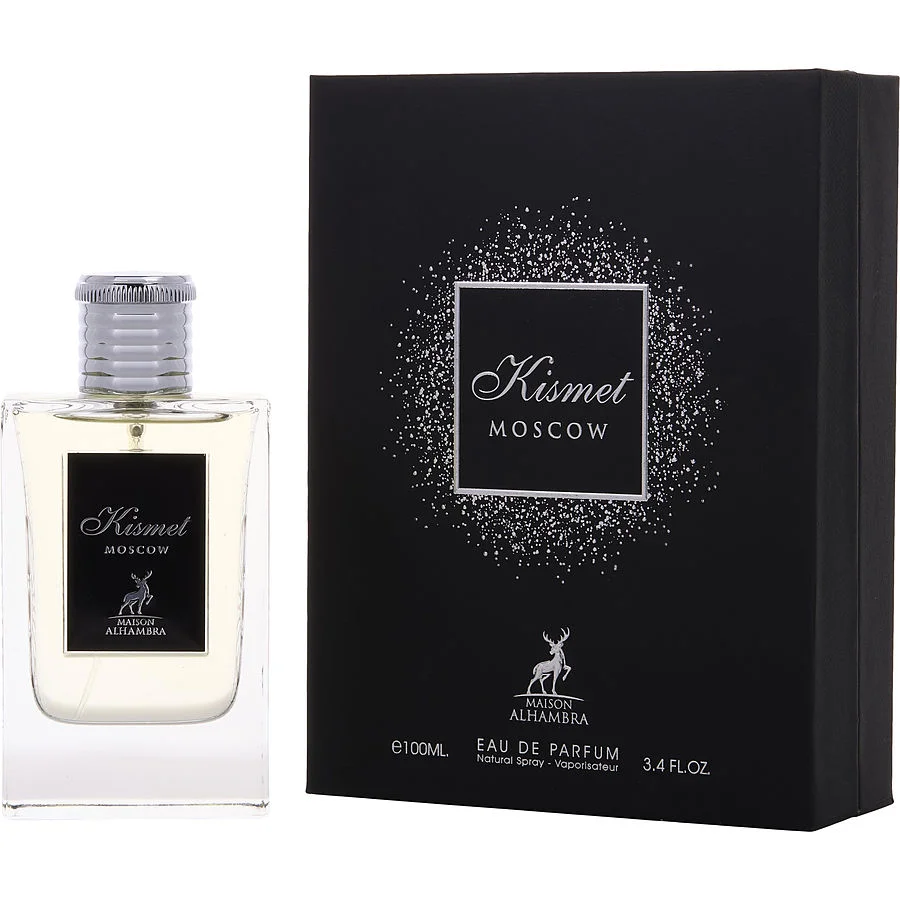 Kismet
MOSCOW
MAISON
ALHAMBRA
Kismet
MOSCOW
MAISON
ALHAMBRA
℮100ML.
EAU DE PARFUM
Natural Spray - Vaporisateur
3.4 FL.OZ.